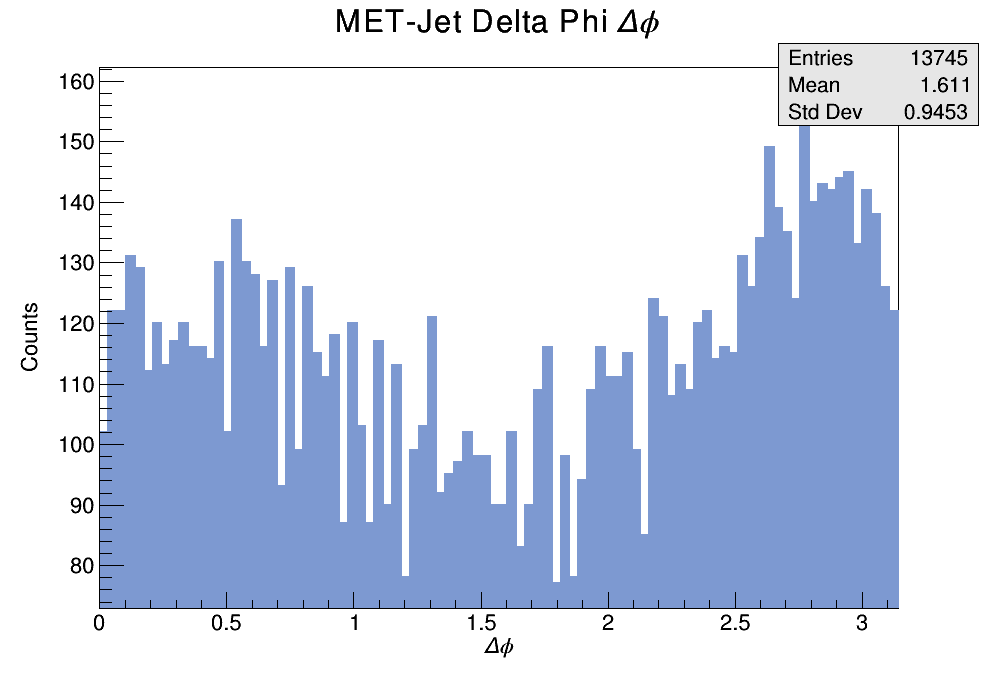 MET-Jet Delta Phi Δϕ
Entries 13745
Mean 1.611
Std Dev 0.9453
160
150
140
130
120
110
100
90
80
Counts
0 0.5 1 1.5 2 2.5 3
Δϕ